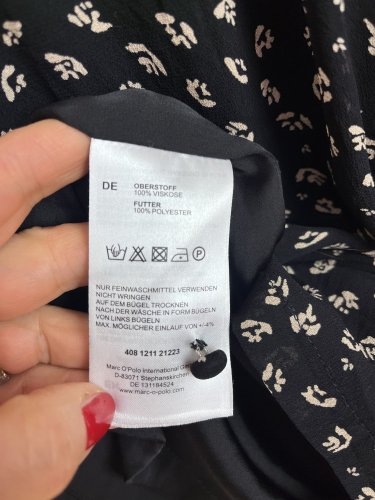 DE
OBERSTOFF
100% VISKOSE
FUTTER
100% POLYESTER
NUR FEINWASCHMITTEL VERWENDEN
NICHT WRINGEN
AUF DEM BÜGEL TROCKNEN
NACH DER WÄSCHE IN FORM BÜGELN
VON LINKS BÜGELN
MAX. MÖGLICHER EINLAUF VON +/-4%
408 1211 21223
Marc O'Polo International
D-83071 Stephanskirchen
DE 131184524
www.marc-o-polo.com